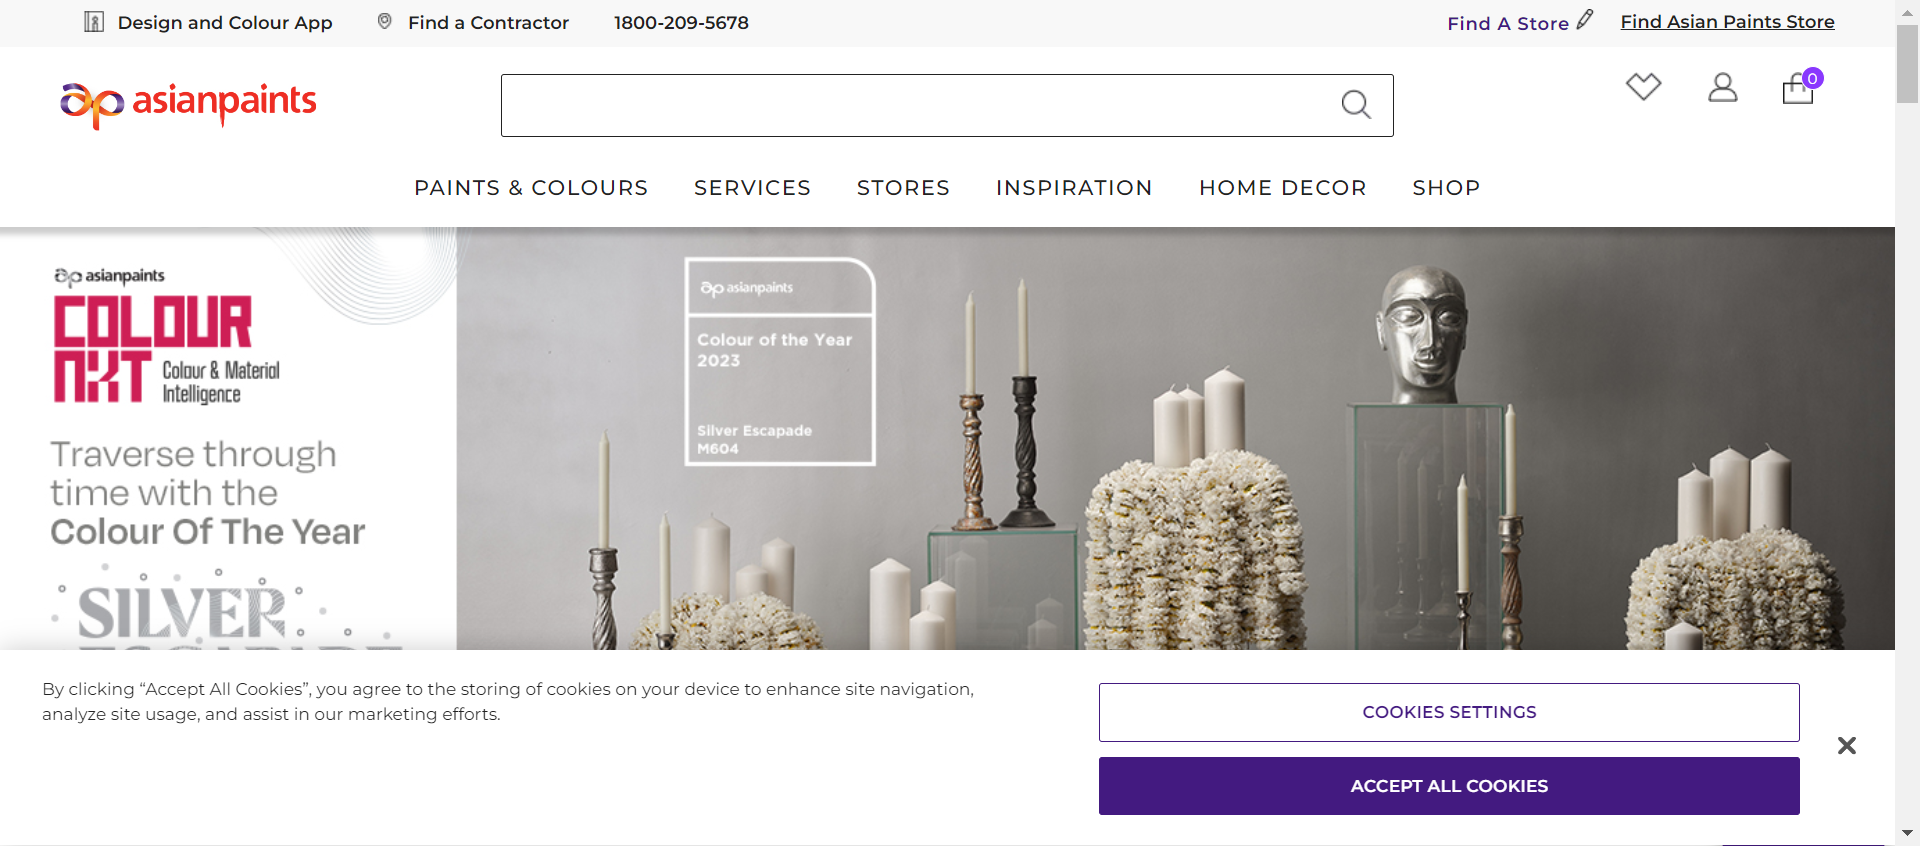 Design and Colour App
Find a Contractor
1800-209-5678
Find A Store
Find Asian Paints Store
asianpaints
0
PAINTS & COLOURS
SERVICES
STORES
INSPIRATION
HOME DECOR
SHOP
asianpaints
COLOUR
NXT
Colour & Material
Intelligence
Traverse through
time with the
Colour Of The Year
SILVER
ESCAPADE
asianpaints
Colour of the Year
2023
Silver Escapade
M604
By clicking “Accept All Cookies”, you agree to the storing of cookies on your device to enhance site navigation,
analyze site usage, and assist in our marketing efforts.
COOKIES SETTINGS
ACCEPT ALL COOKIES